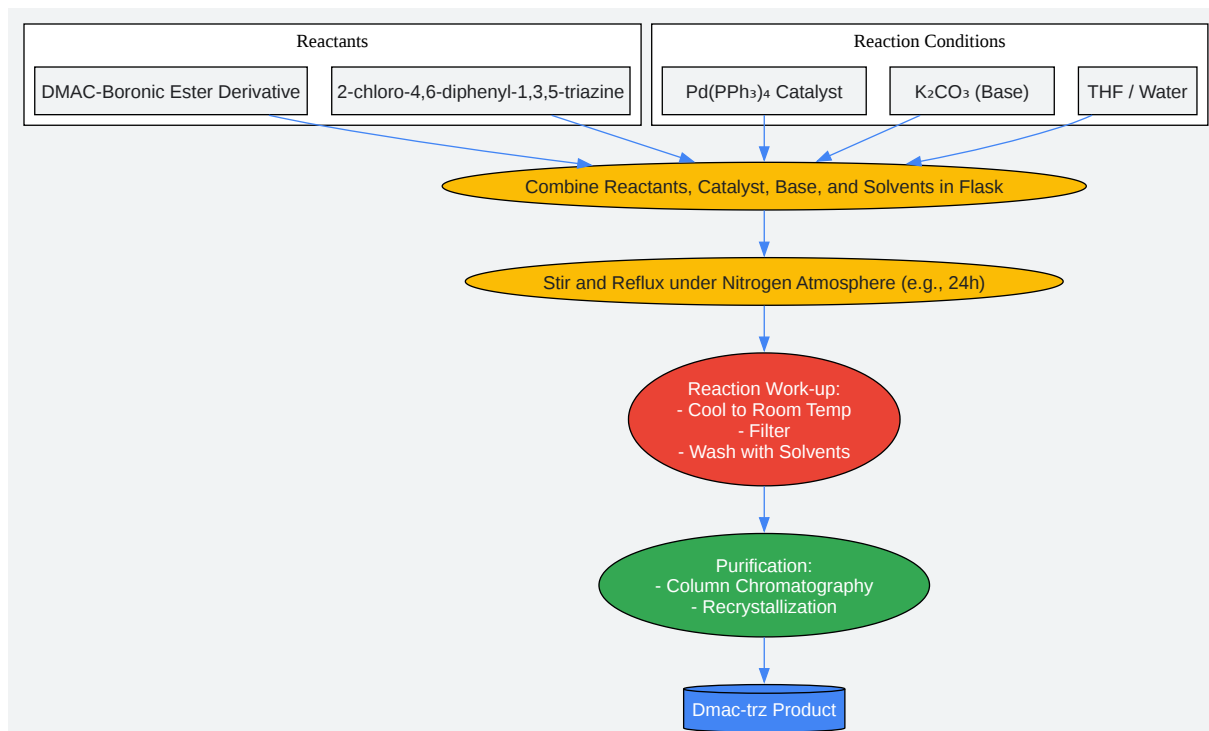 Reactants
Reaction Conditions
DMAC-Boronic Ester Derivative
2-chloro-4,6-diphenyl-1,3,5-triazine
Pd(PPh₃)₄ Catalyst
K₂CO₃ (Base)
THF / Water
Combine Reactants, Catalyst, Base, and Solvents in Flask
Stir and Reflux under Nitrogen Atmosphere (e.g., 24h)
Reaction Work-up:
- Cool to Room Temp
- Filter
- Wash with Solvents
Purification:
- Column Chromatography
- Recrystallization
Dmac-trz Product